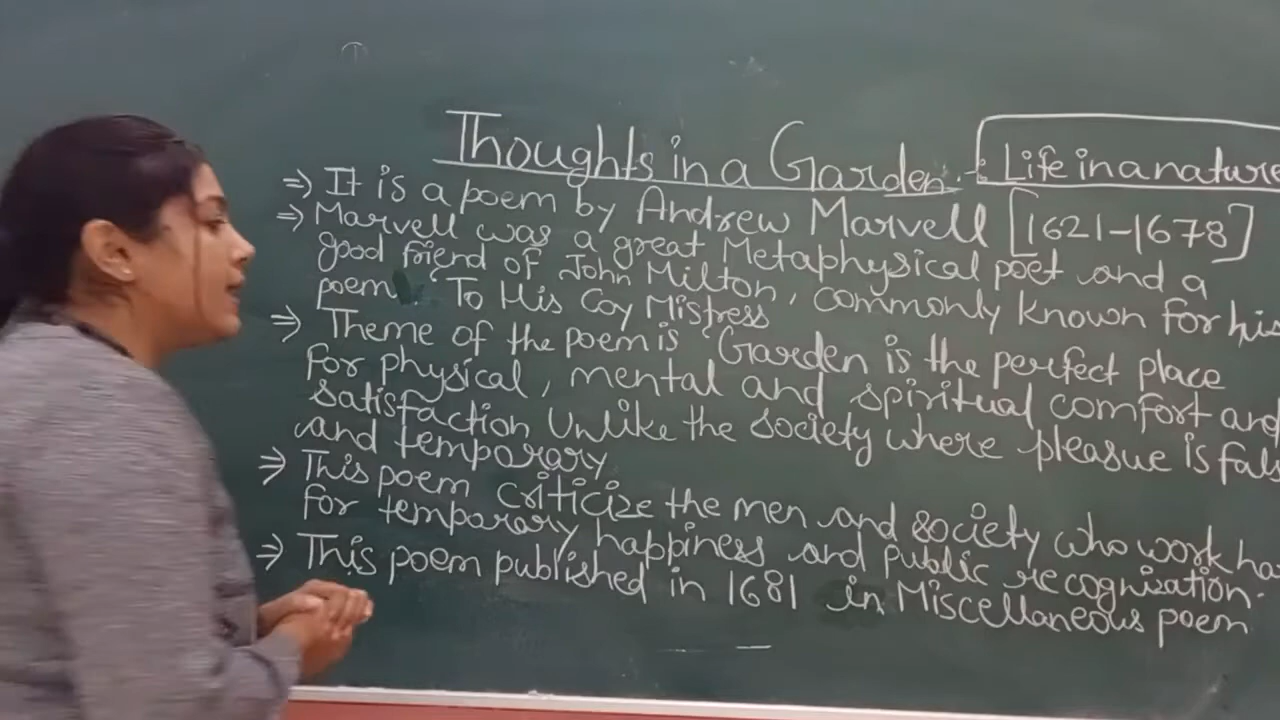 Thoughts in a Garden. : Life in a nature
⇒ It is a poem by Andrew Marvell [1621-1678]
⇒ Marvell was a great Metaphysical poet and a
good friend of John Milton, commonly known for his
poem "To His Coy Mistress
⇒ Theme of the poem is "Garden is the perfect place
for physical, mental and spiritual comfort and
satisfaction Unlike the society where pleasue is fals
and temporary
⇒ This poem criticize the men and society who work ha
for temporary happiness and public recognization.
⇒ This poem published in 1681 in Miscellaneous poem